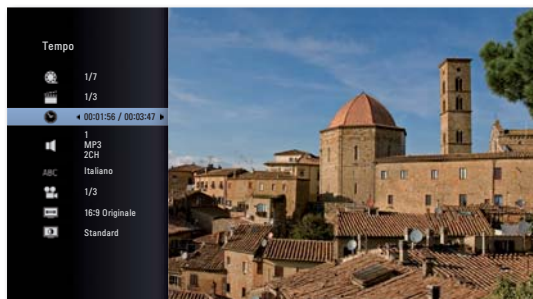 Tempo
1/7
1/3
00:01:56 / 00:03:47
1
MP3
2CH
ABC Italiano
1/3
16:9 Originale
Standard